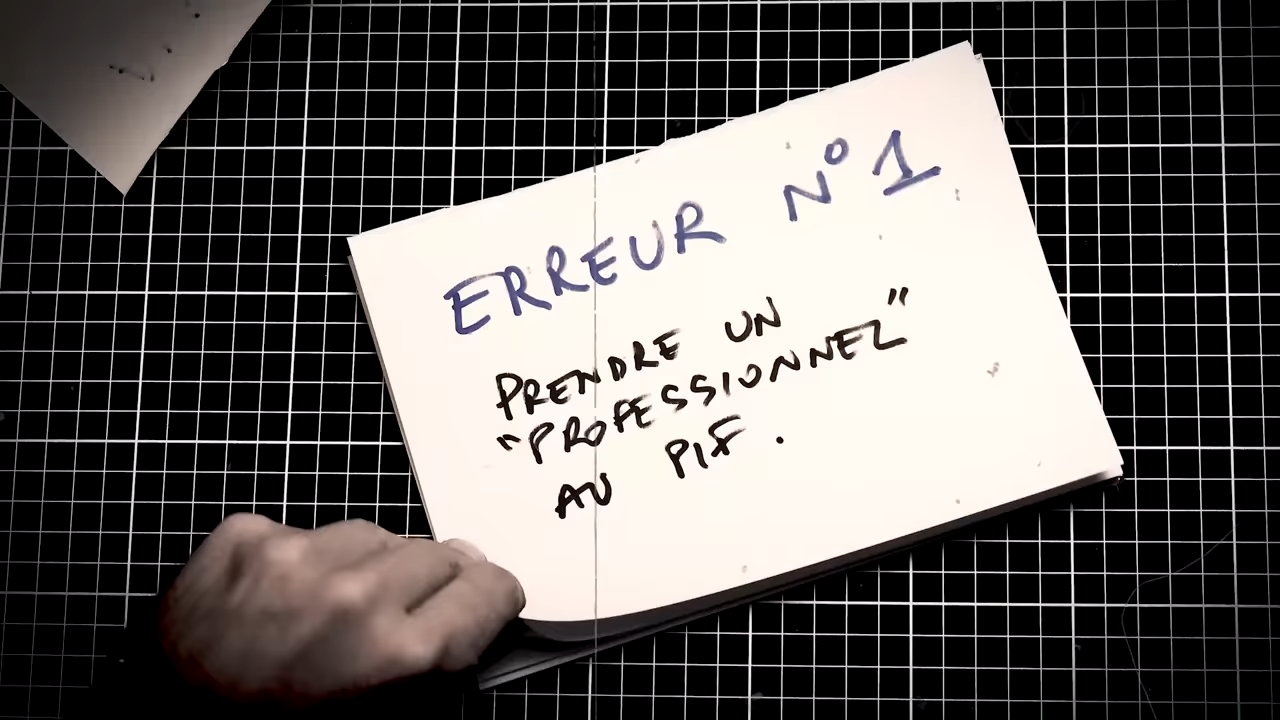 ERREUR N° 1
PRENDRE UN
"PROFESSIONNEL"
AU PIF.